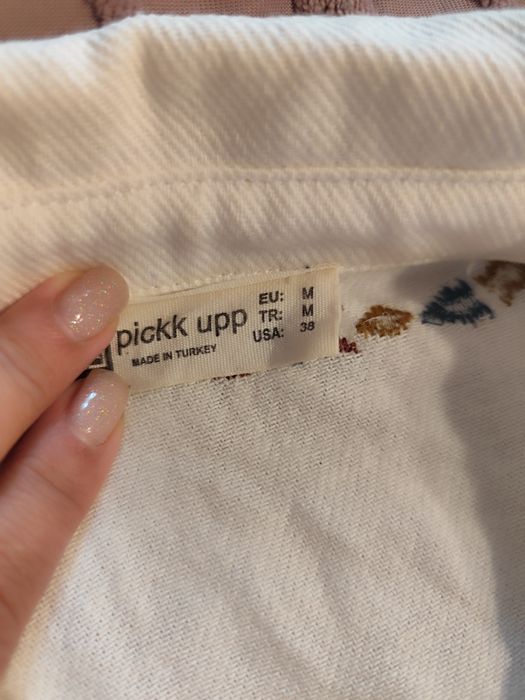 pickk upp
MADE IN TURKEY
EU: M
TR: M
USA: 38